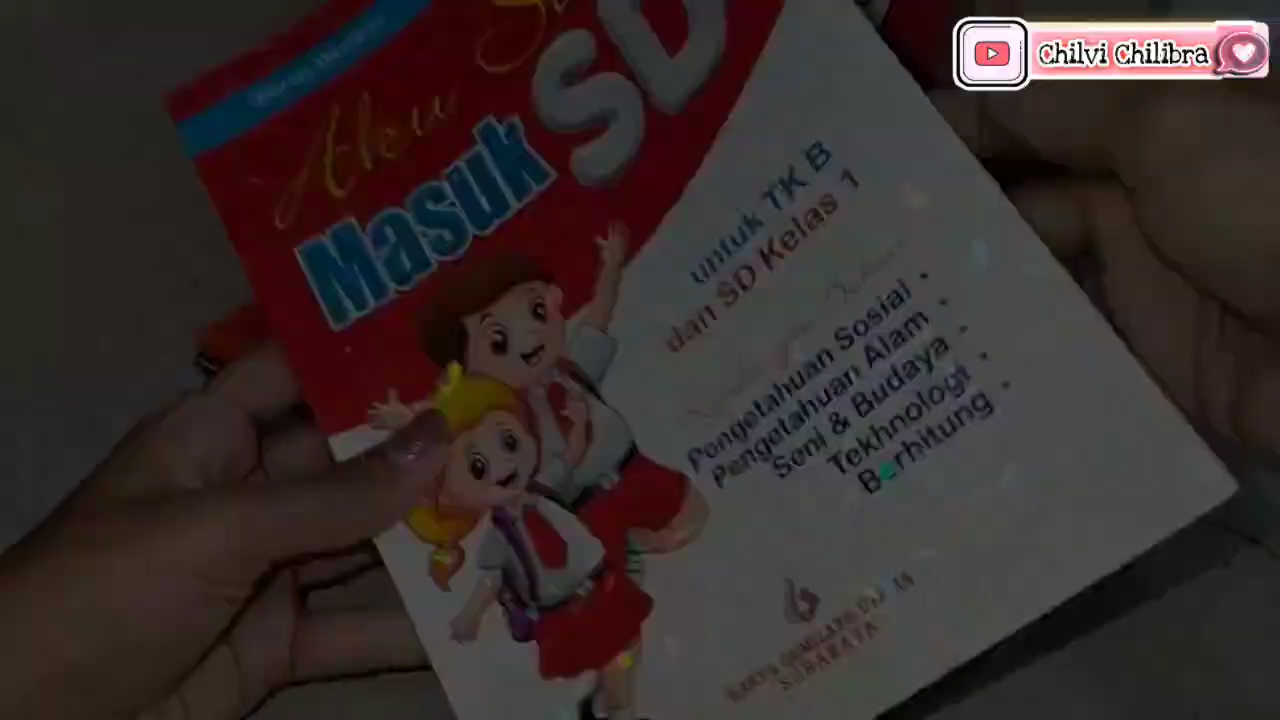 Chilvi Chilibra
Masuk SD
untuk TK B
dan SD Kelas 1
Pengetahuan Sosial •
Pengetahuan Alam •
Seni & Budaya •
Tekhnologi •
Berhitung •
SURABAYA